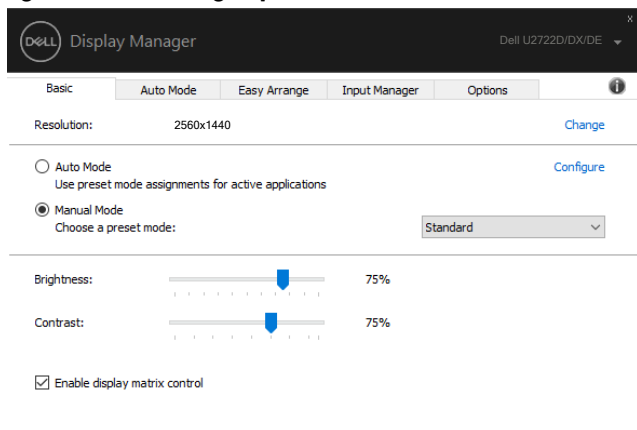 x
DELL Display Manager
Dell U2722D/DX/DE
Basic Auto Mode Easy Arrange Input Manager Options i
Resolution: 2560x1440 Change
Auto Mode Configure
Use preset mode assignments for active applications
Manual Mode
Choose a preset mode: Standard
Brightness: 75%
Contrast: 75%
Enable display matrix control